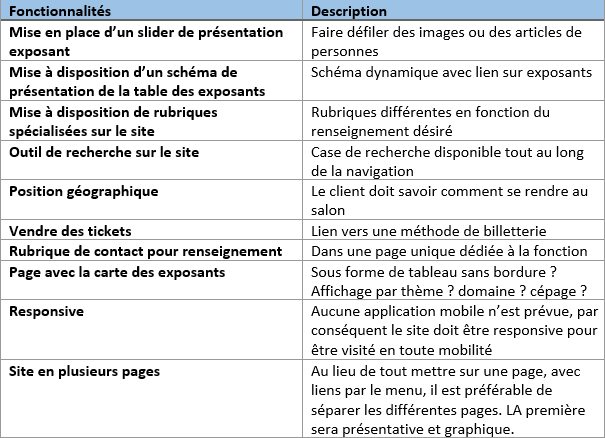 Fonctionnalités
Description
Mise en place d’un slider de présentation
exposant
Faire défiler des images ou des articles de
personnes
Mise à disposition d’un schéma de
présentation de la table des exposants
Schéma dynamique avec lien sur exposants
Mise à disposition de rubriques
spécialisées sur le site
Rubriques différentes en fonction du
renseignement désiré
Outil de recherche sur le site
Case de recherche disponible tout au long
de la navigation
Position géographique
Le client doit savoir comment se rendre au
salon
Vendre des tickets
Lien vers une méthode de billetterie
Rubrique de contact pour renseignement
Dans une page unique dédiée à la fonction
Page avec la carte des exposants
Sous forme de tableau sans bordure ?
Affichage par thème ? domaine ? cépage ?
Responsive
Aucune application mobile n’est prévue, par
conséquent le site doit être responsive pour
être visité en toute mobilité
Site en plusieurs pages
Au lieu de tout mettre sur une page, avec
liens par le menu, il est préférable de
séparer les différentes pages. LA première
sera présentative et graphique.